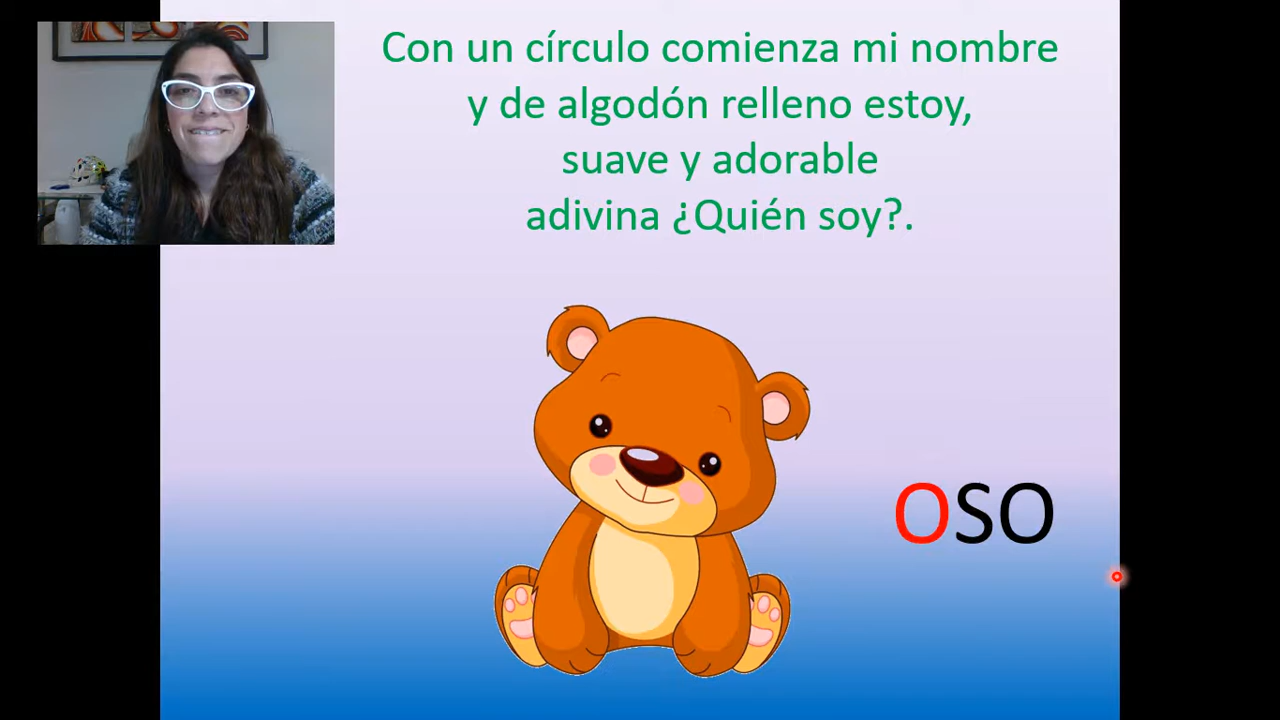 Con un círculo comienza mi nombre
y de algodón relleno estoy,
suave y adorable
adivina ¿Quién soy?.
OSO